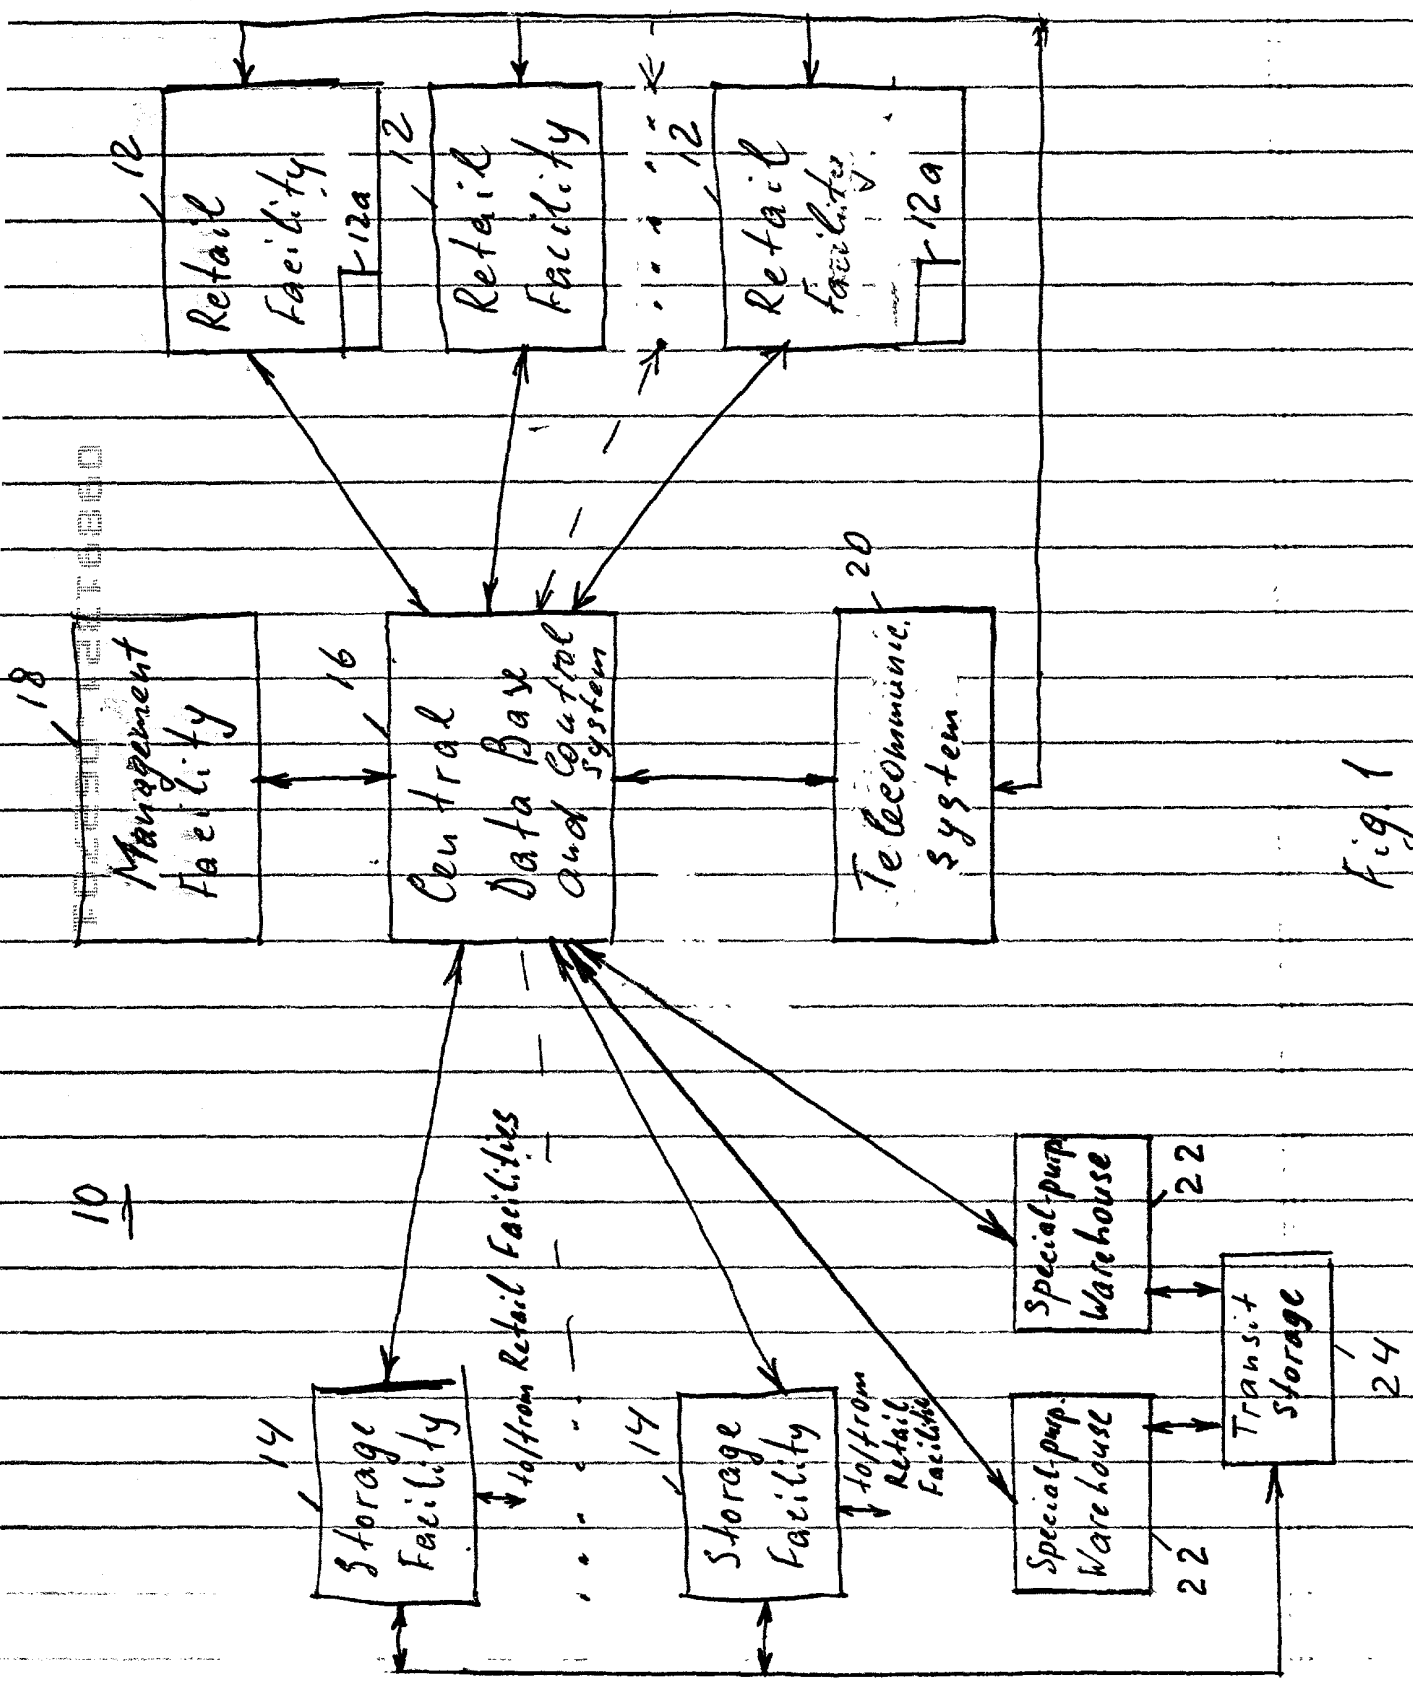 10
18
Management
Facility
12
Retail
Facility
12a
14
Storage
Facility
to/from Retail Facilities
16
Central
Data Base
and Control
System
12
Retail
Facility
14
Storage
Facility
to/from
Retail
Facilitie
12
Retail
Facility
12a
20
Telecommunic.
System
Special-purp.
Warehouse
22
Special-purp
Warehouse
22
Transit
Storage
24
Fig. 1